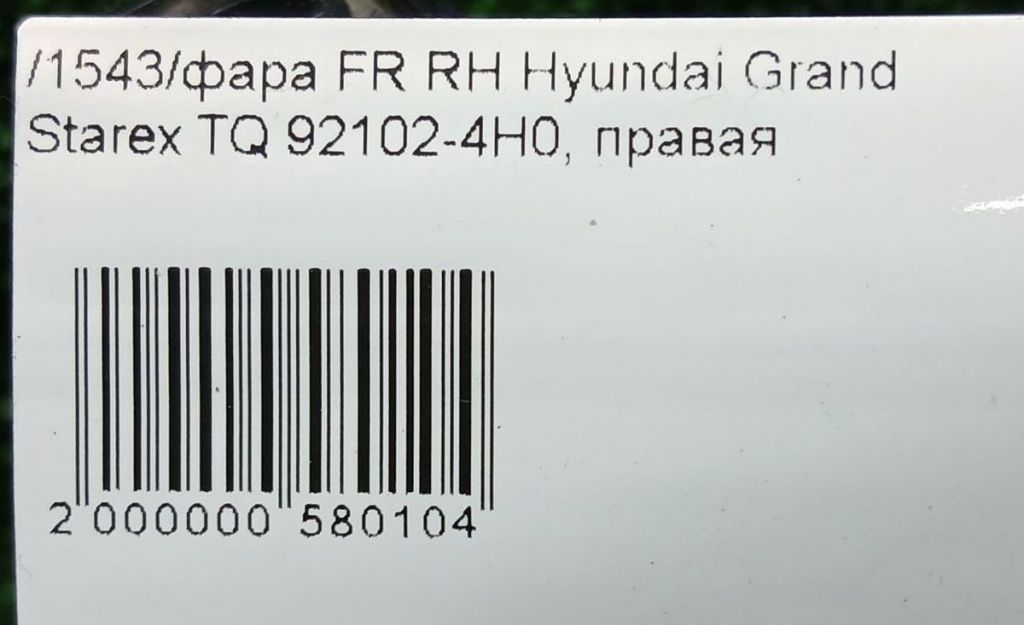 /1543/фара FR RH Hyundai Grand
Starex TQ 92102-4H0, правая
2 000000 580104